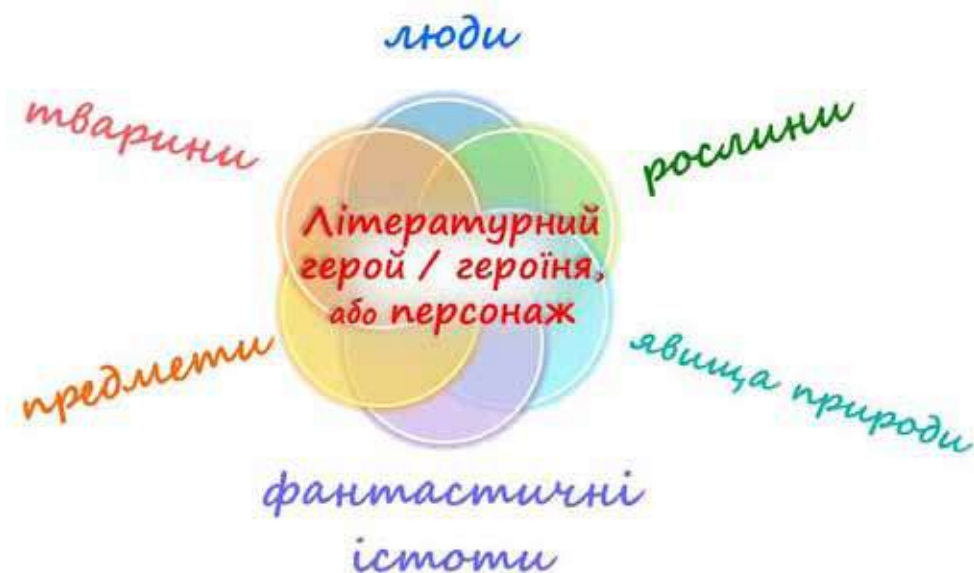 люди
тварини
рослини
Літературний
герой / героїня,
або персонаж
предмети
явища природи
фантастичні
істоти